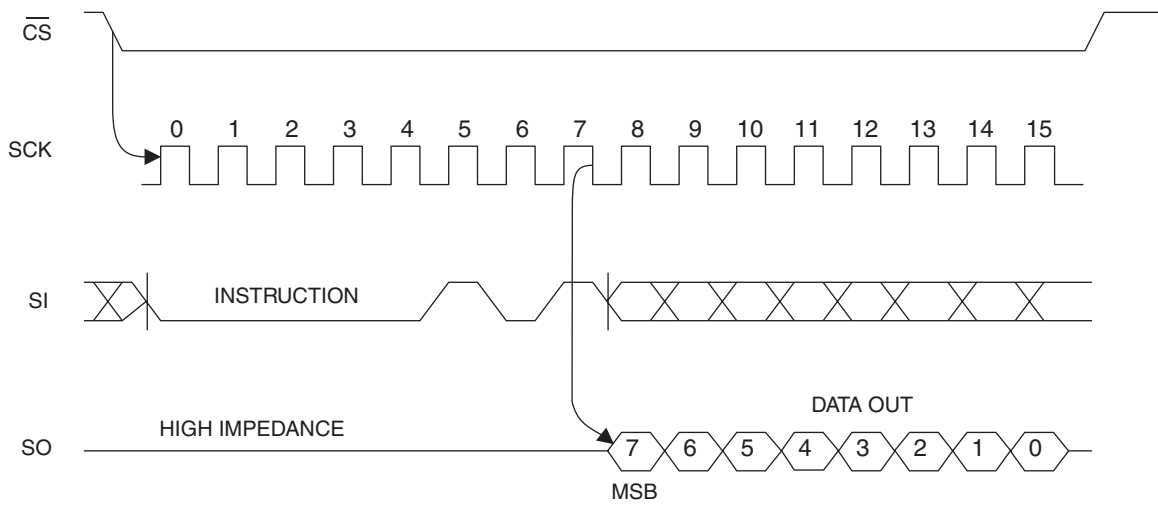 C̅S̅
0 1 2 3 4 5 6 7 8 9 10 11 12 13 14 15
SCK
SI
INSTRUCTION
DATA OUT
HIGH IMPEDANCE
SO
7 6 5 4 3 2 1 0
MSB